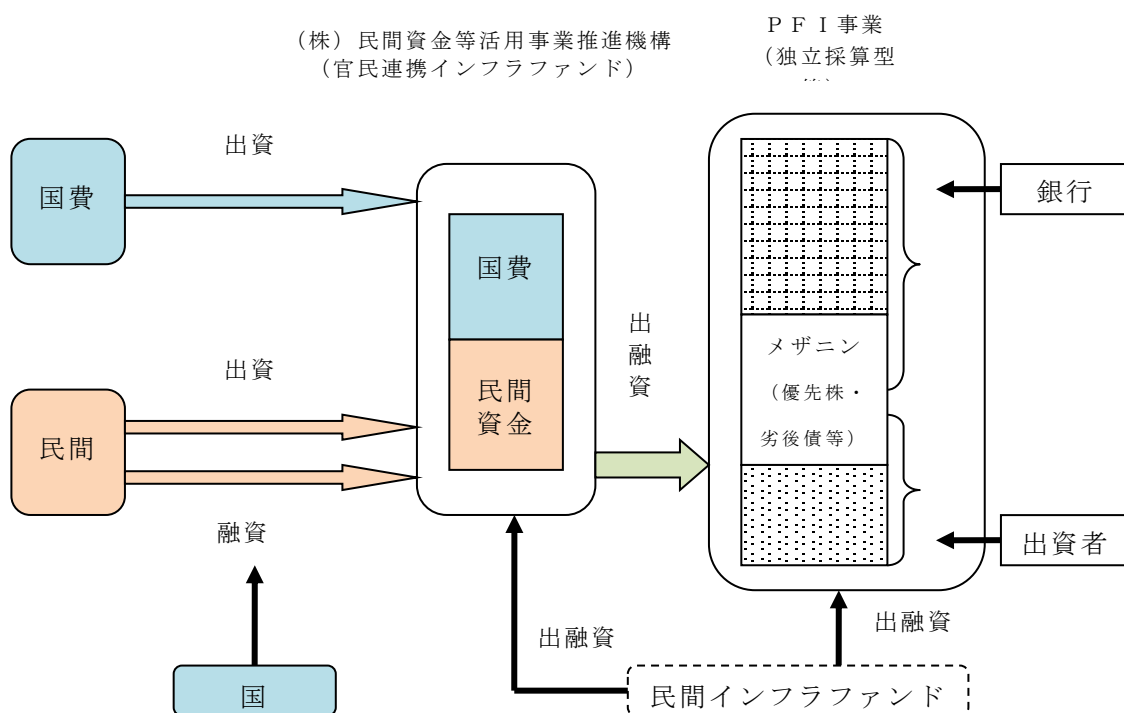 (株)民間資金等活用事業推進機構
(官民連携インフラファンド)
PFI事業
(独立採算型
出資
国費
国費
銀行
出資
民間
民間
資金
出
融
資
メザニン
(優先株・
劣後債等)
融資
出資者
出融資
出融資
国
民間インフラファンド